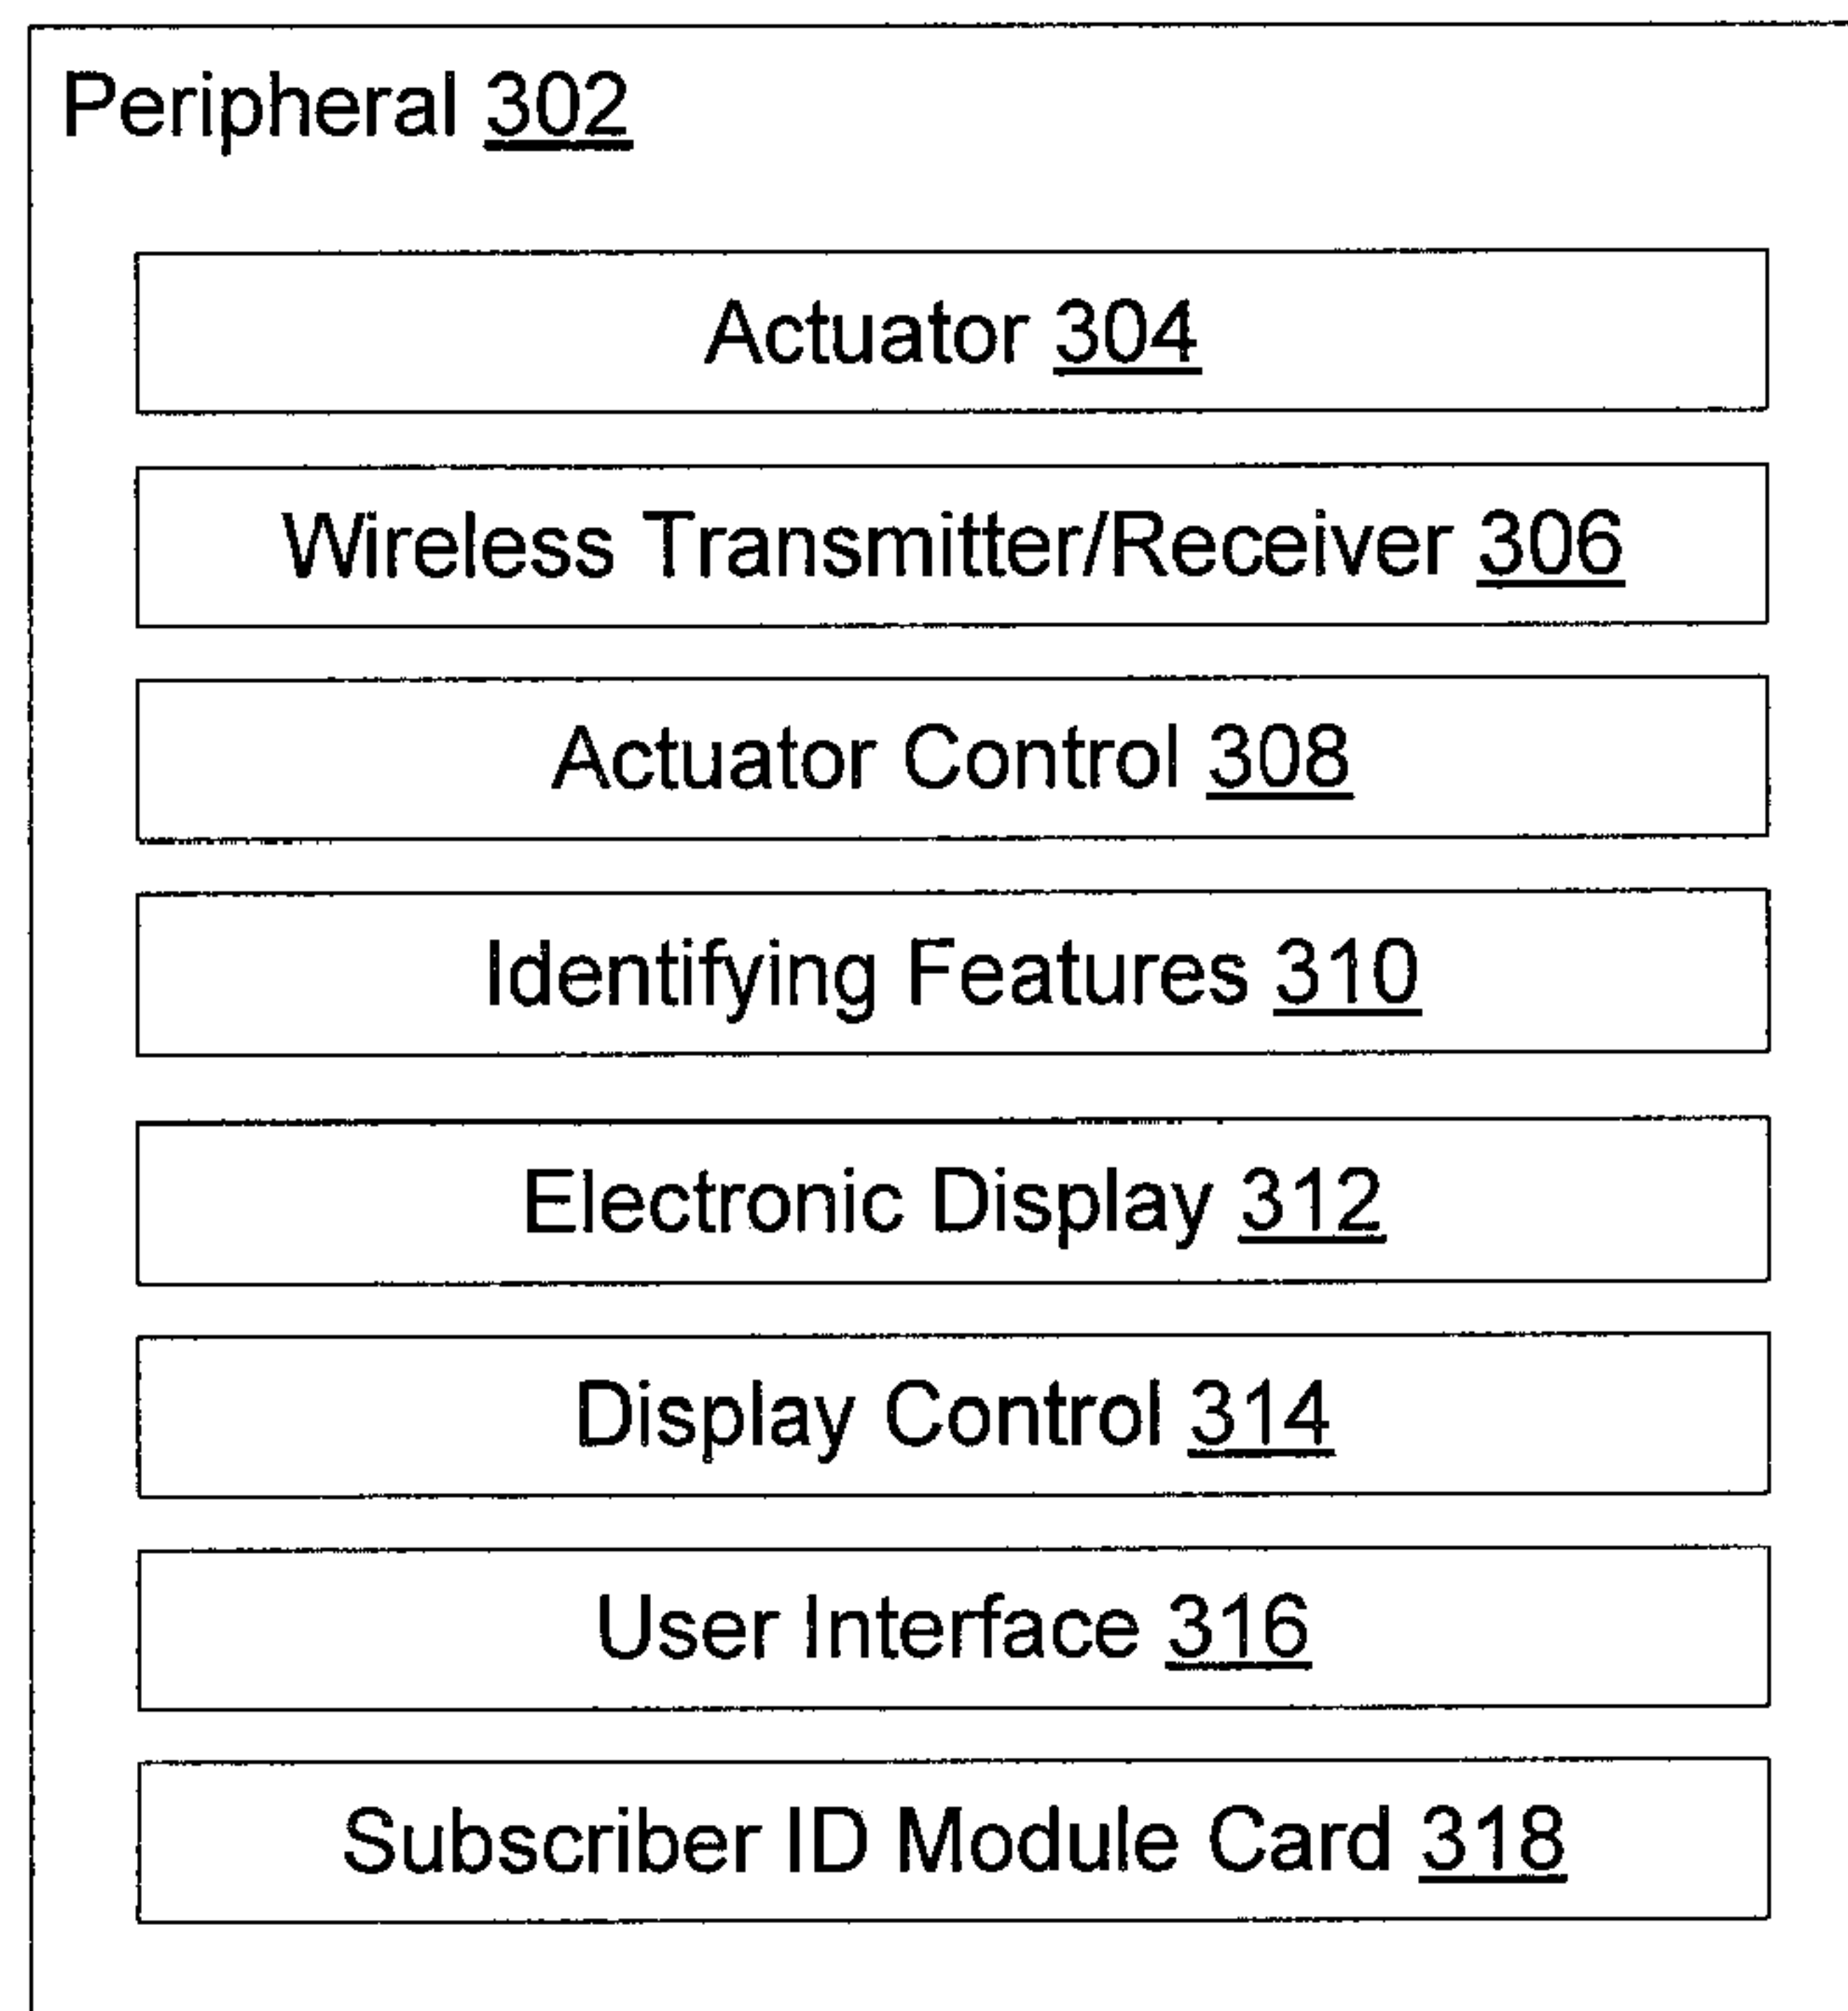 Peripheral 302
Actuator 304
Wireless Transmitter/Receiver 306
Actuator Control 308
Identifying Features 310
Electronic Display 312
Display Control 314
User Interface 316
Subscriber ID Module Card 318